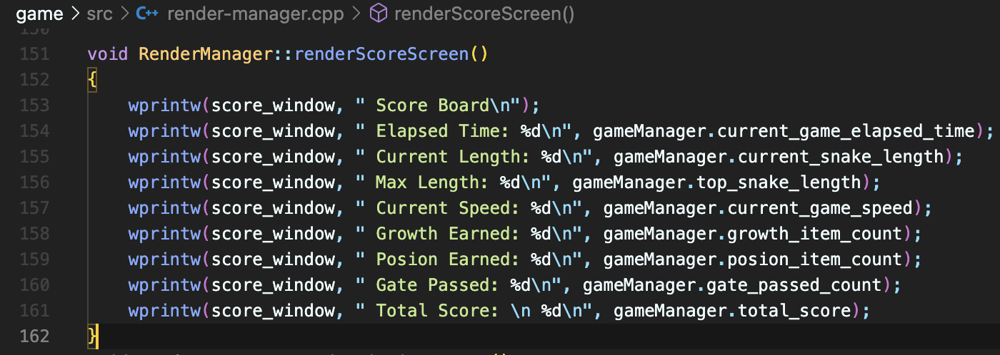 game > src > C++ render-manager.cpp > renderScoreScreen()
150
151 void RenderManager::renderScoreScreen()
152 {
153 wprintw(score_window, " Score Board\n");
154 wprintw(score_window, " Elapsed Time: %d\n", gameManager.current_game_elapsed_time);
155 wprintw(score_window, " Current Length: %d\n", gameManager.current_snake_length);
156 wprintw(score_window, " Max Length: %d\n", gameManager.top_snake_length);
157 wprintw(score_window, " Current Speed: %d\n", gameManager.current_game_speed);
158 wprintw(score_window, " Growth Earned: %d\n", gameManager.growth_item_count);
159 wprintw(score_window, " Posion Earned: %d\n", gameManager.posion_item_count);
160 wprintw(score_window, " Gate Passed: %d\n", gameManager.gate_passed_count);
161 wprintw(score_window, " Total Score: \n %d\n", gameManager.total_score);
162 }